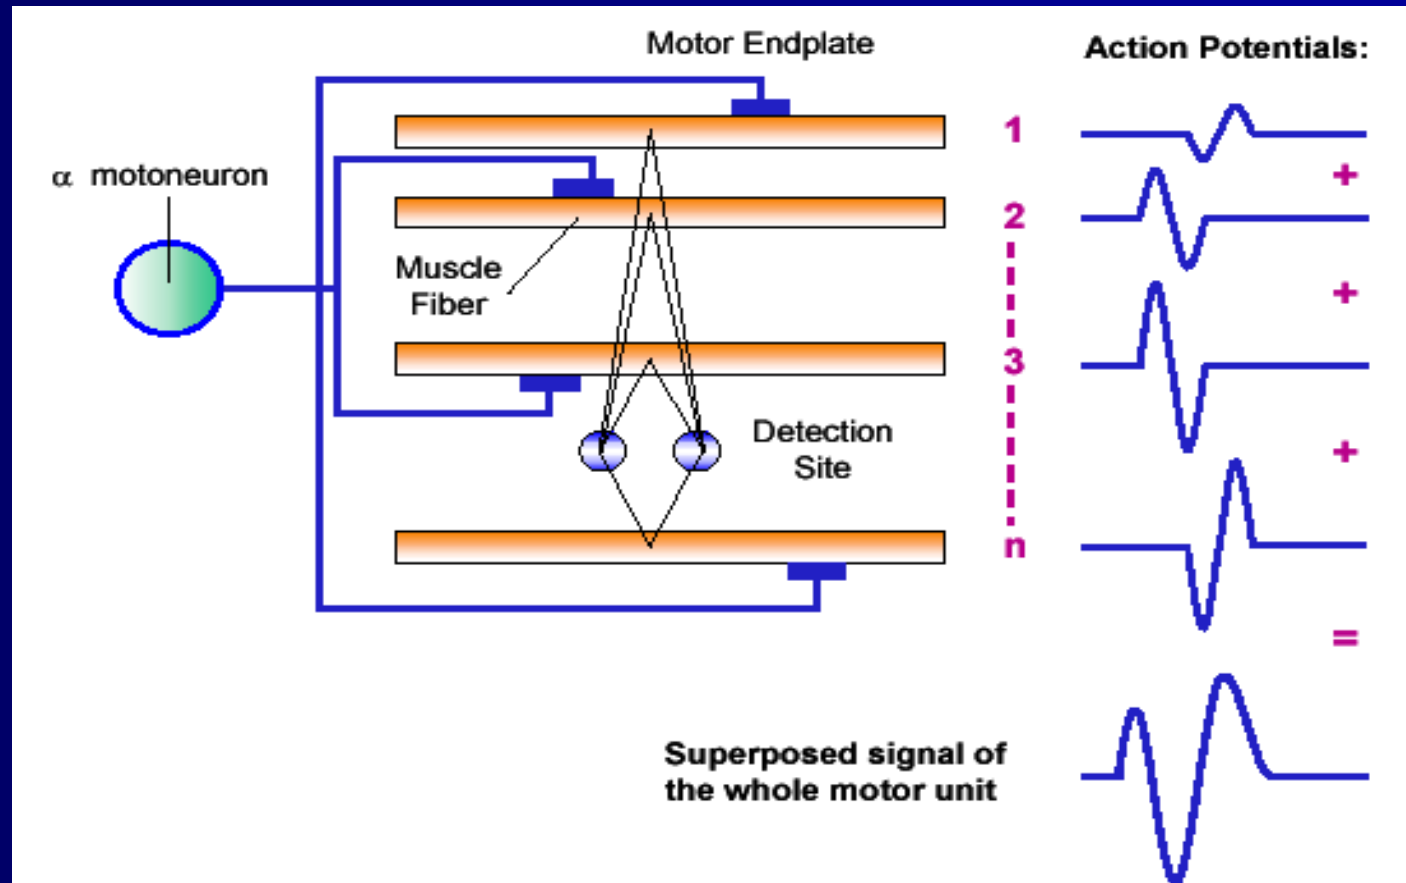 Motor Endplate
Action Potentials:
1
+
α motoneuron
2
Muscle
Fiber
+
3
Detection
Site
+
n
=
Superposed signal of
the whole motor unit